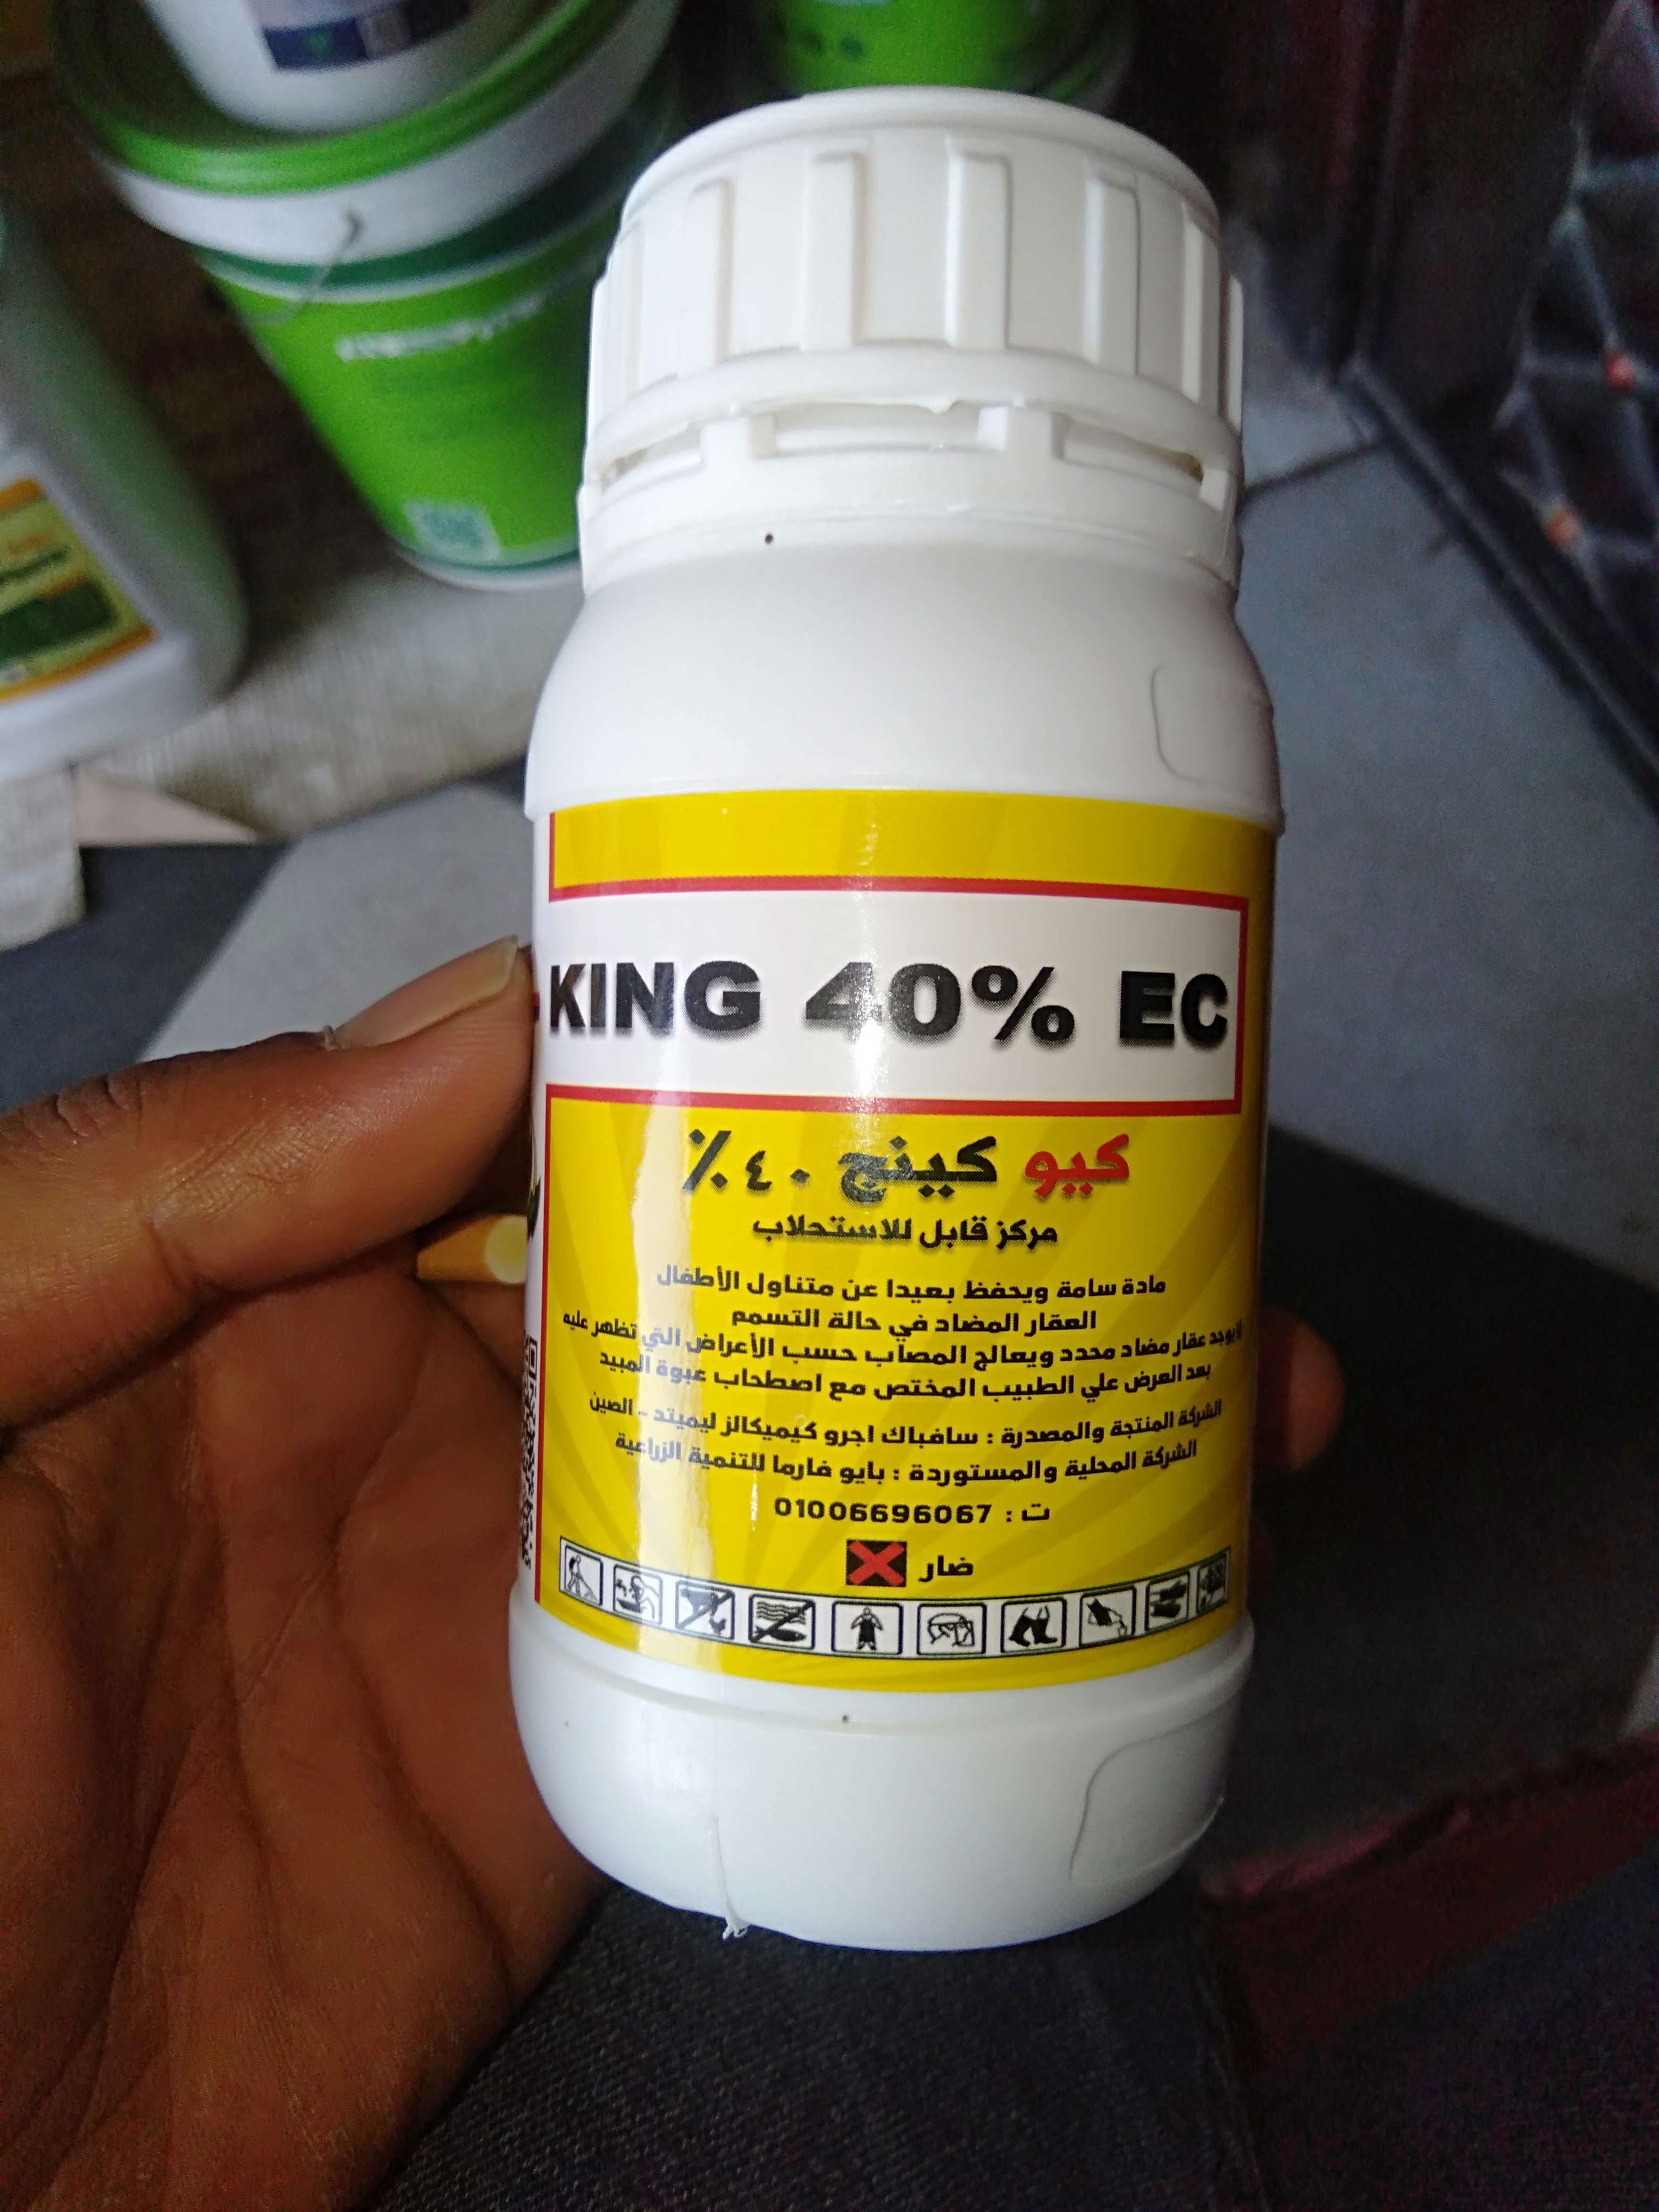 KING 40% EC
كيو كينج ٤٠٪
مركز قابل للاستحلاب
مادة سامة ويحفظ بعيدا عن متناول الأطفال
العقار المضاد في حالة التسمم
لايوجد عقار مضاد محدد ويعالج المصاب حسب الأعراض التي تظهر عليه
بعد العرض علي الطبيب المختص مع اصطحاب عبوة المبيد
الشركة المنتجة والمصدرة : سافباك اجرو كيميكالز ليميتد - الصين
الشركة المحلية والمستوردة : بايو فارما للتنمية الزراعية
ت : 01006696067
ضار